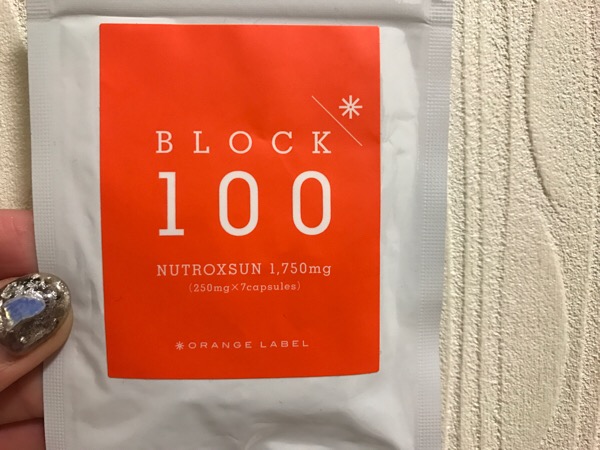 BLOCK
100
NUTROXSUN 1,750mg
(250mg×7capsules)
ORANGE LABEL